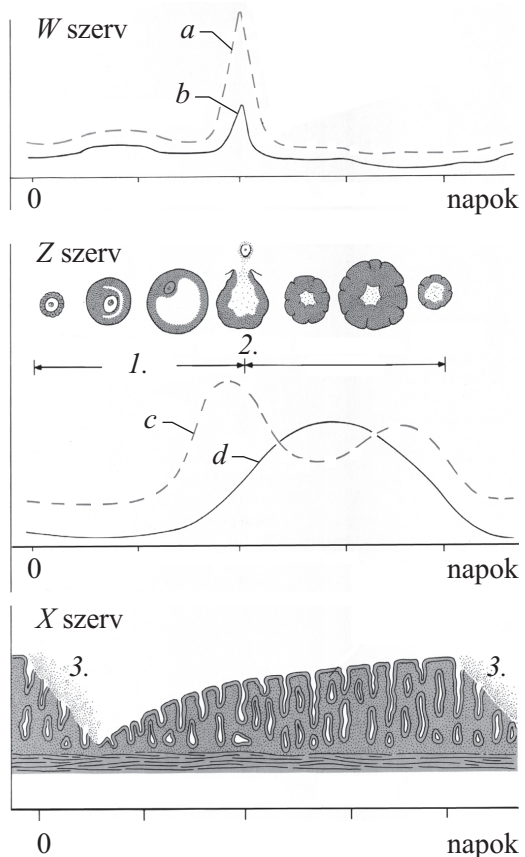 W szerv
a
b
0 napok
Z szerv
1.
2.
c
d
0 napok
X szerv
3. 3.
0 napok